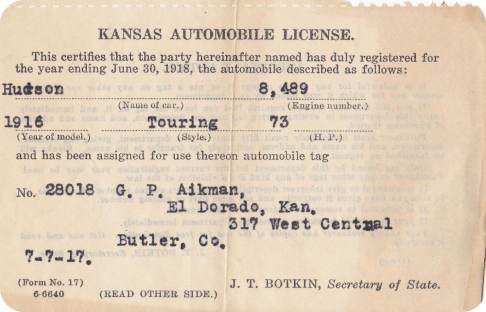 KANSAS AUTOMOBILE LICENSE.
This certifies that the party hereinafter named has duly registered for
the year ending June 30, 1918, the automobile described as follows:
Hudson 8,489
(Name of car.) (Engine number.)
1916 Touring 73
(Year of model.) (Style.) (H. P.)
and has been assigned for use thereon automobile tag
No. 28018 G. P. Aikman,
El Dorado, Kan.
317 West Central
Butler, Co.
7-7-17.
(Form No. 17)
6-6640 (READ OTHER SIDE.) J. T. BOTKIN, Secretary of State.